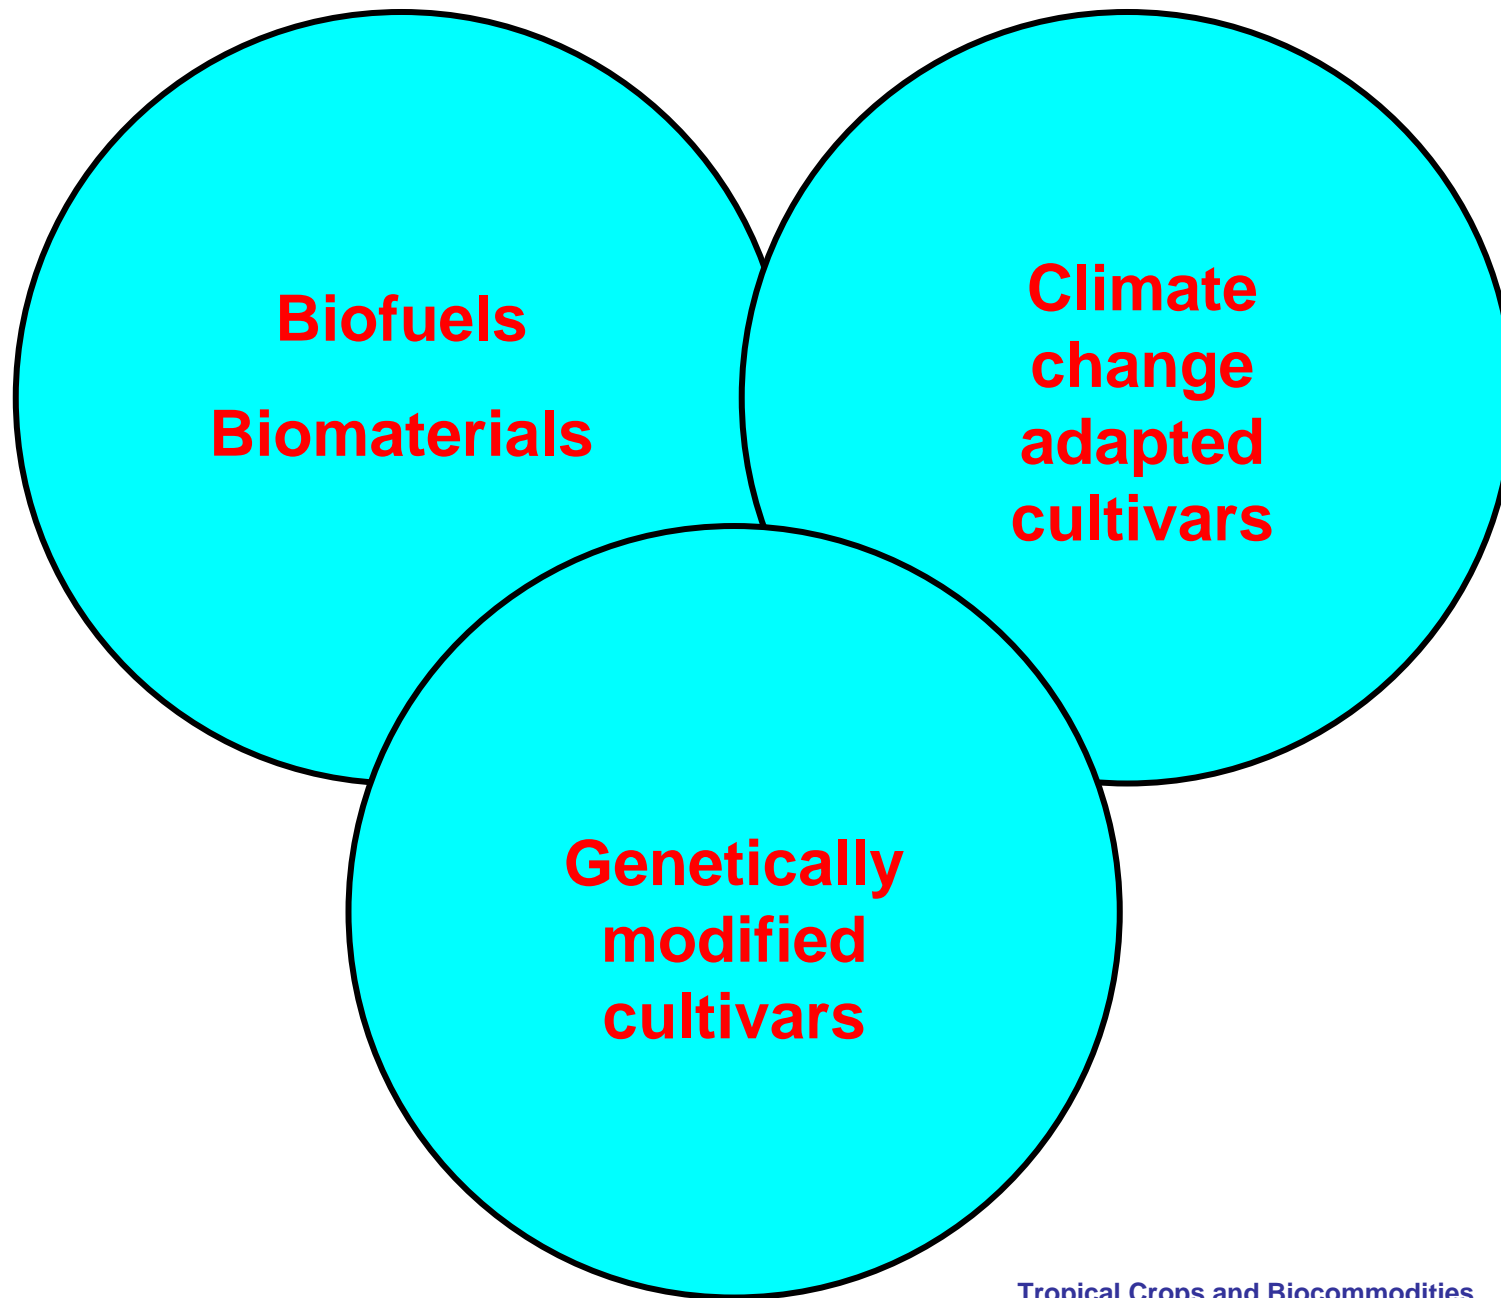 Biofuels
Biomaterials
Climate
change
adapted
cultivars
Genetically
modified
cultivars
Tropical Crops and Biocommodities